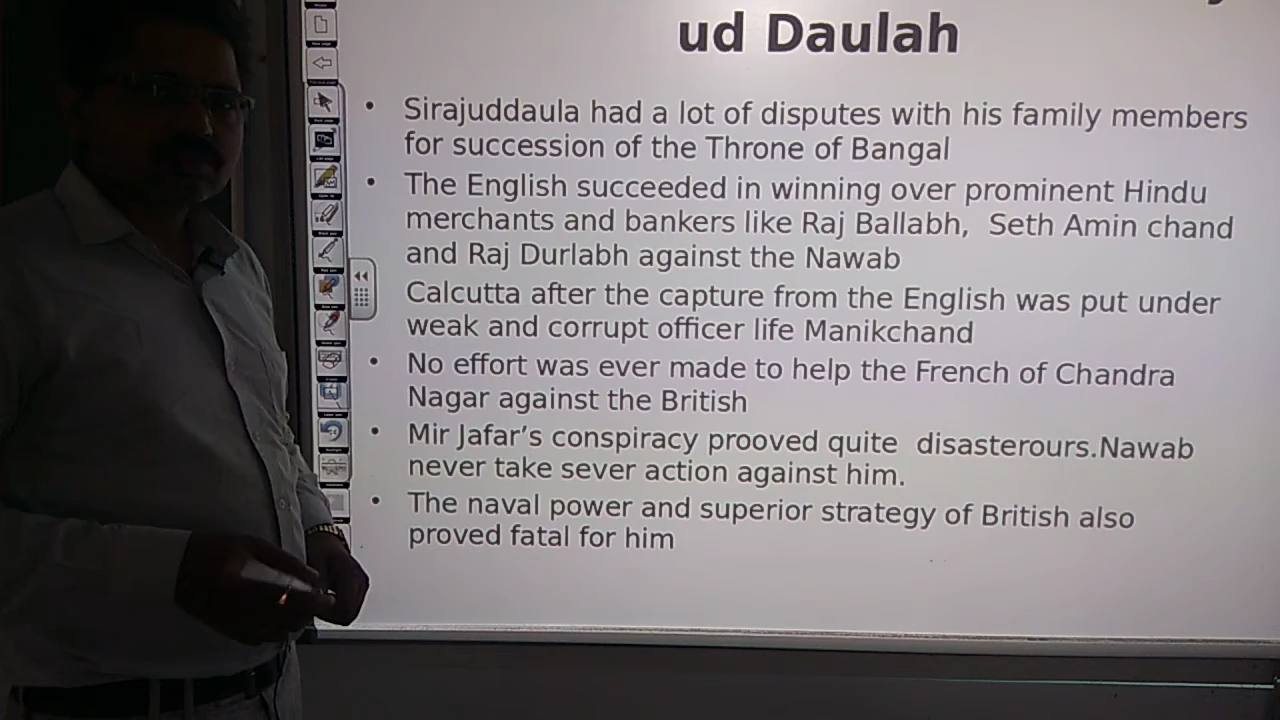 ud Daulah
• Sirajuddaula had a lot of disputes with his family members
for succession of the Throne of Bangal
• The English succeeded in winning over prominent Hindu
merchants and bankers like Raj Ballabh, Seth Amin chand
and Raj Durlabh against the Nawab
Calcutta after the capture from the English was put under
weak and corrupt officer life Manikchand
• No effort was ever made to help the French of Chandra
Nagar against the British
• Mir Jafar’s conspiracy prooved quite disasterours.Nawab
never take sever action against him.
• The naval power and superior strategy of British also
proved fatal for him